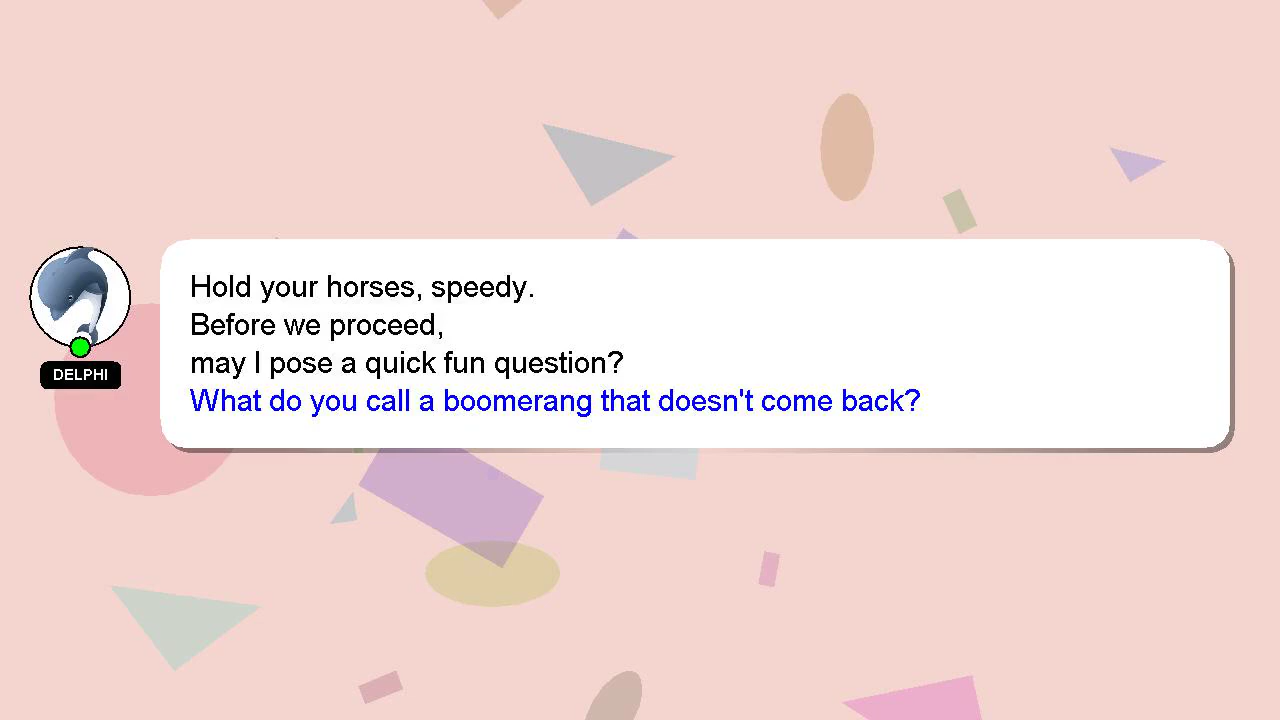 Hold your horses, speedy.
Before we proceed,
may I pose a quick fun question?
What do you call a boomerang that doesn't come back?
DELPHI